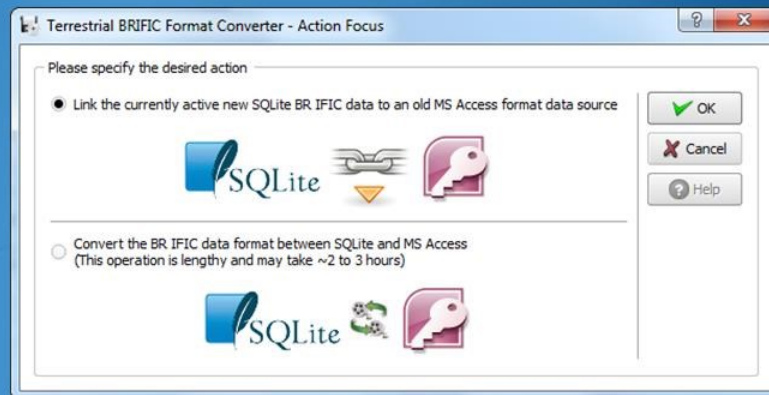 Terrestrial BRIFIC Format Converter - Action Focus
?
X
Please specify the desired action
Link the currently active new SQLite BR IFIC data to an old MS Access format data source
SQLite
Convert the BR IFIC data format between SQLite and MS Access
(This operation is lengthy and may take ~2 to 3 hours)
SQLite
OK
Cancel
? Help